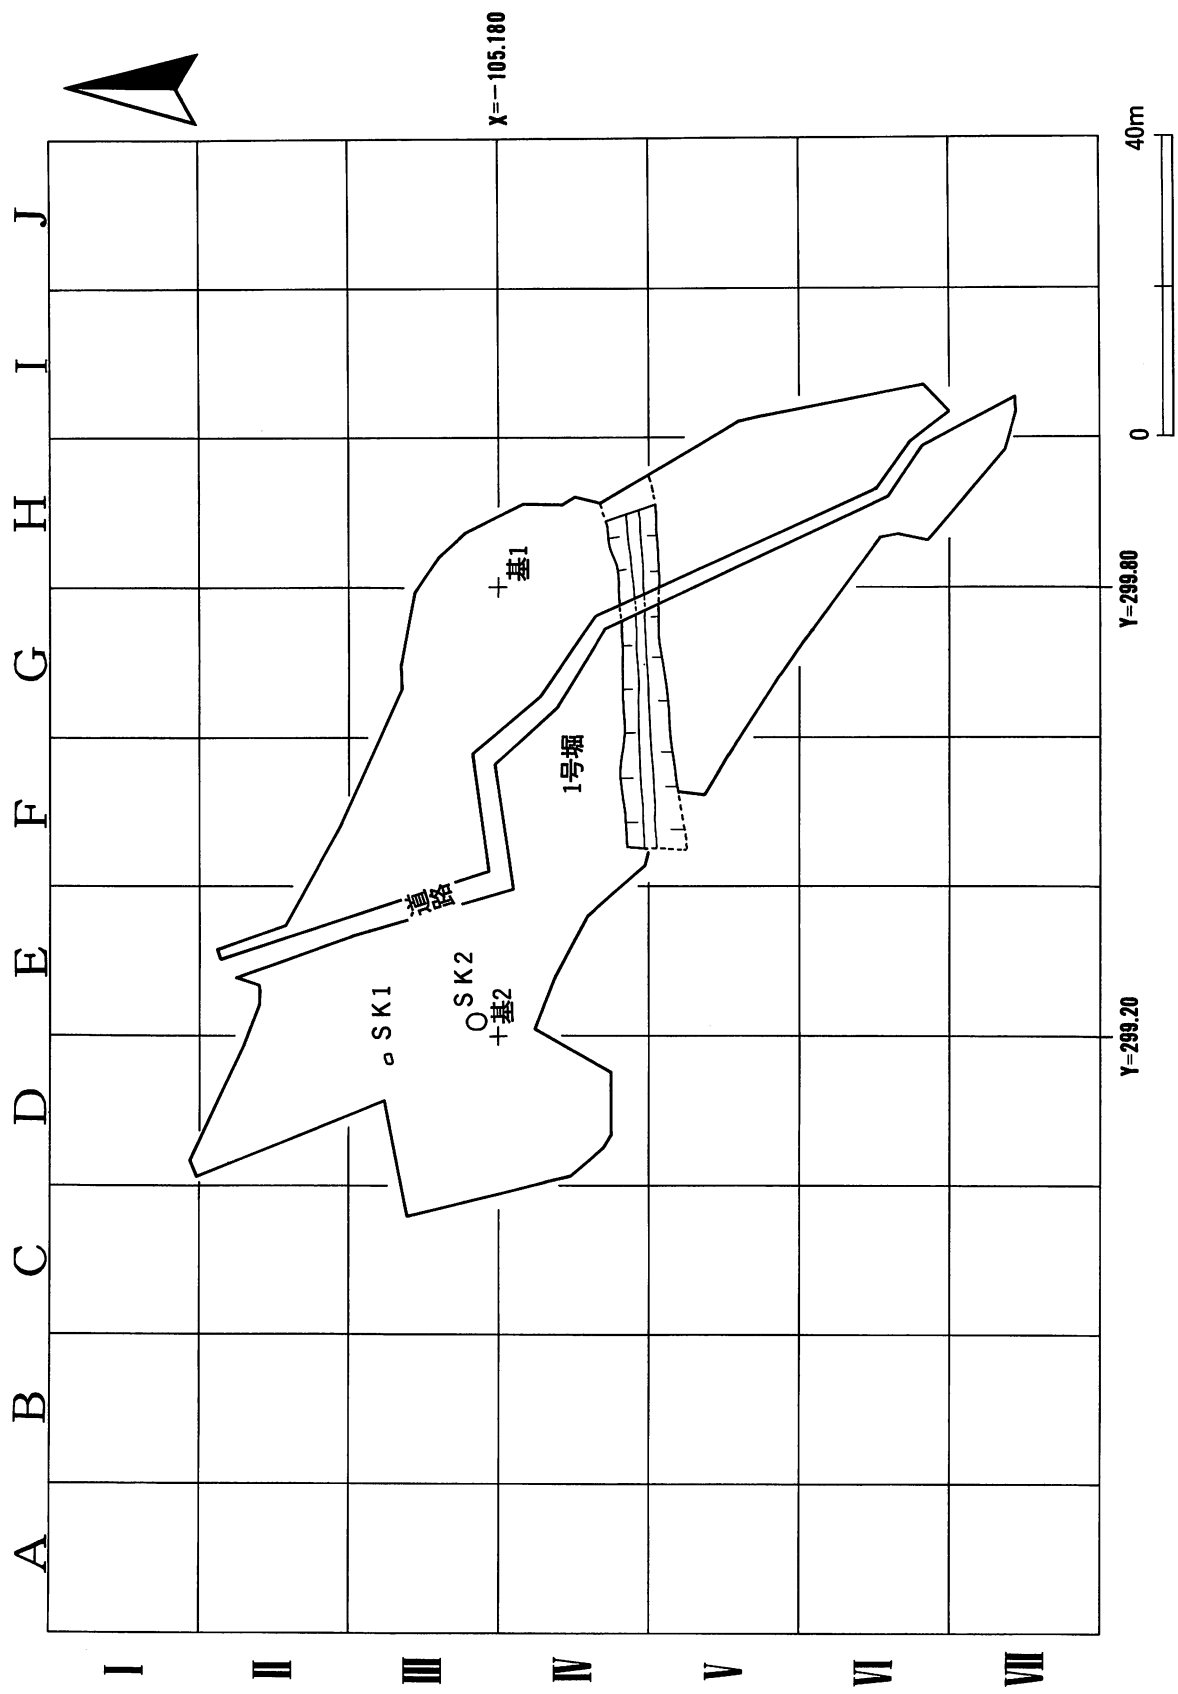 A B C D E F G H I J
I
II
III
IV
V
VI
VII
X=−105.180
道路
SK1
SK2
基2
基1
1号堀
Y=299.20
Y=299.80
0 40m